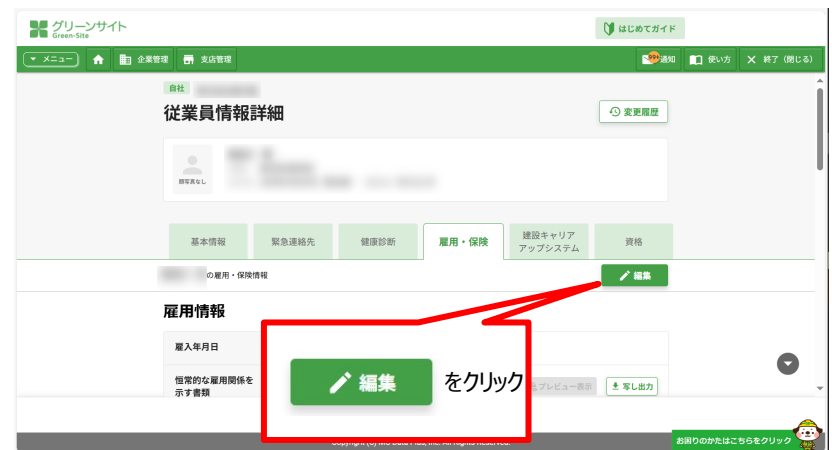 グリーンサイト
Green-Site
はじめてガイド
メニュー
企業管理
支店管理
99+
通知
使い方
終了（閉じる）
自社
従業員情報詳細
変更履歴
顔写真なし
基本情報
緊急連絡先
健康診断
雇用・保険
建設キャリア
アップシステム
資格
の雇用・保険情報
編集
雇用情報
雇入年月日
恒常的な雇用関係を
示す書類
編集
をクリック
プレビュー表示
写し出力
お困りのかたはこちらをクリック